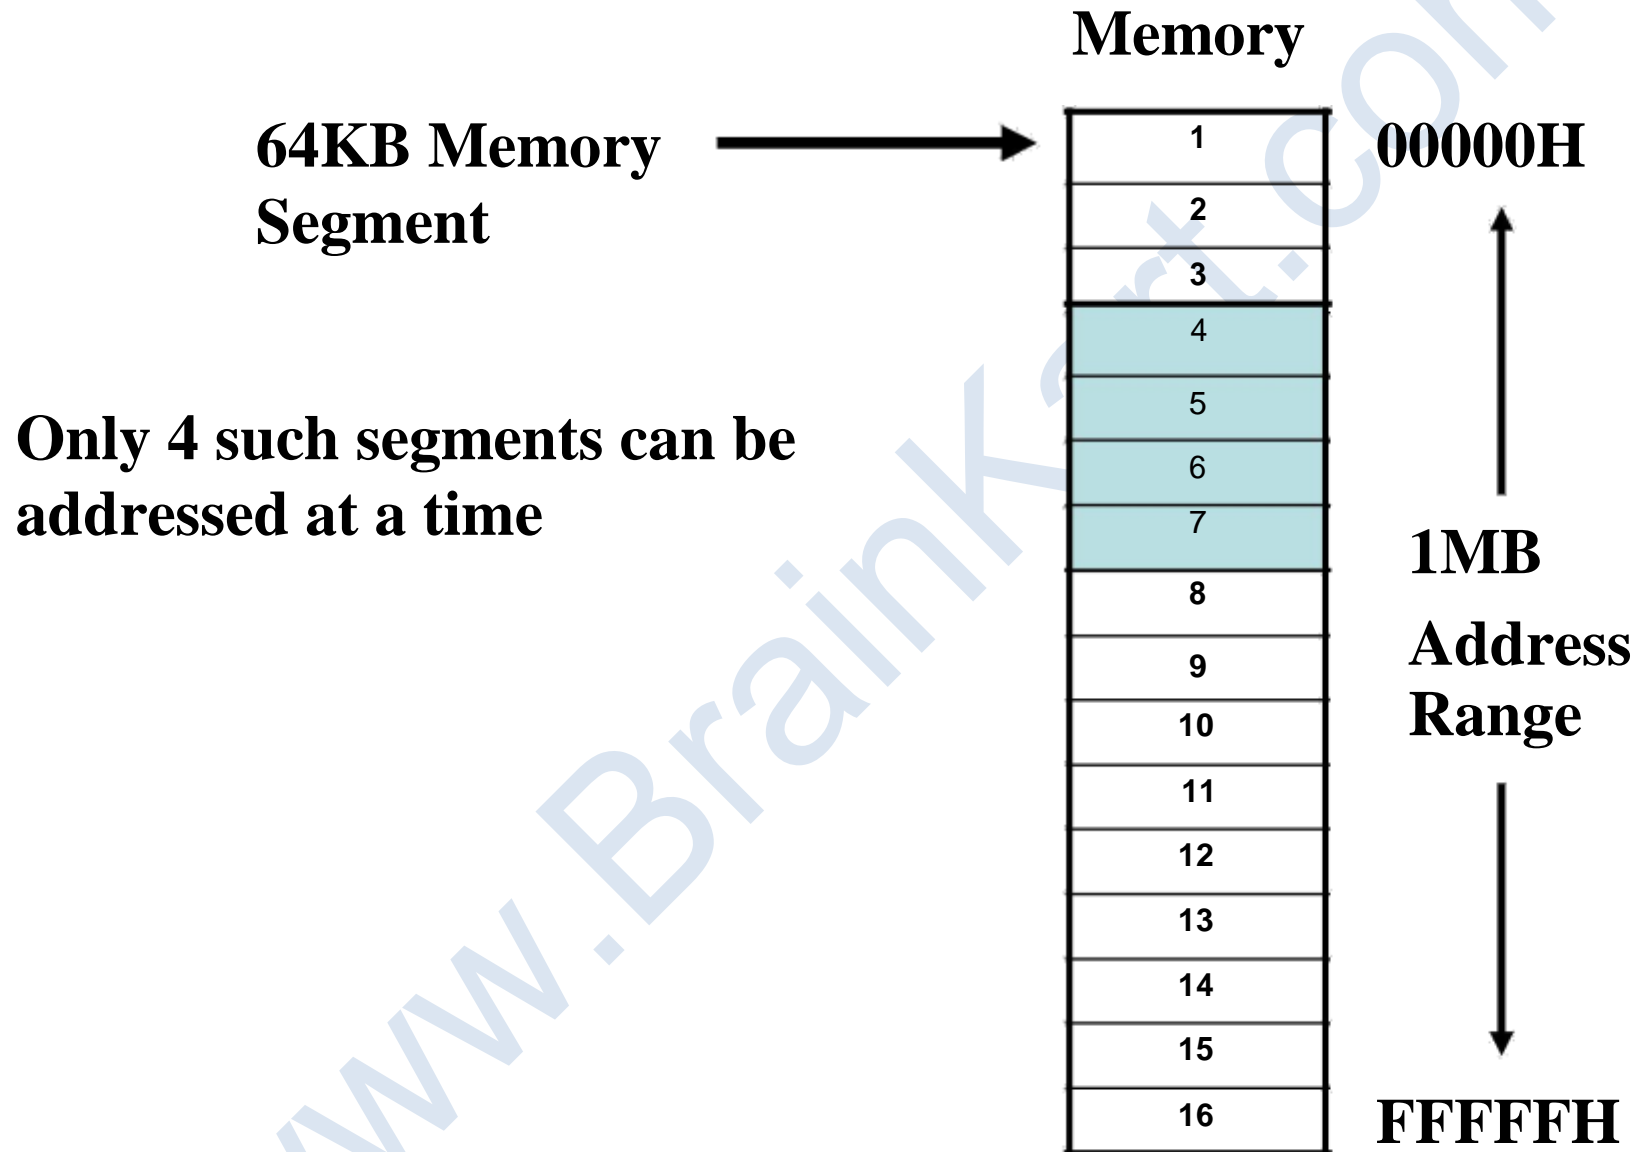 Memory
64KB Memory
Segment
00000H
Only 4 such segments can be
addressed at a time
1
2
3
4
5
6
7
8
9
10
11
12
13
14
15
16
1MB
Address
Range
FFFFFH
www.BrainKart.com